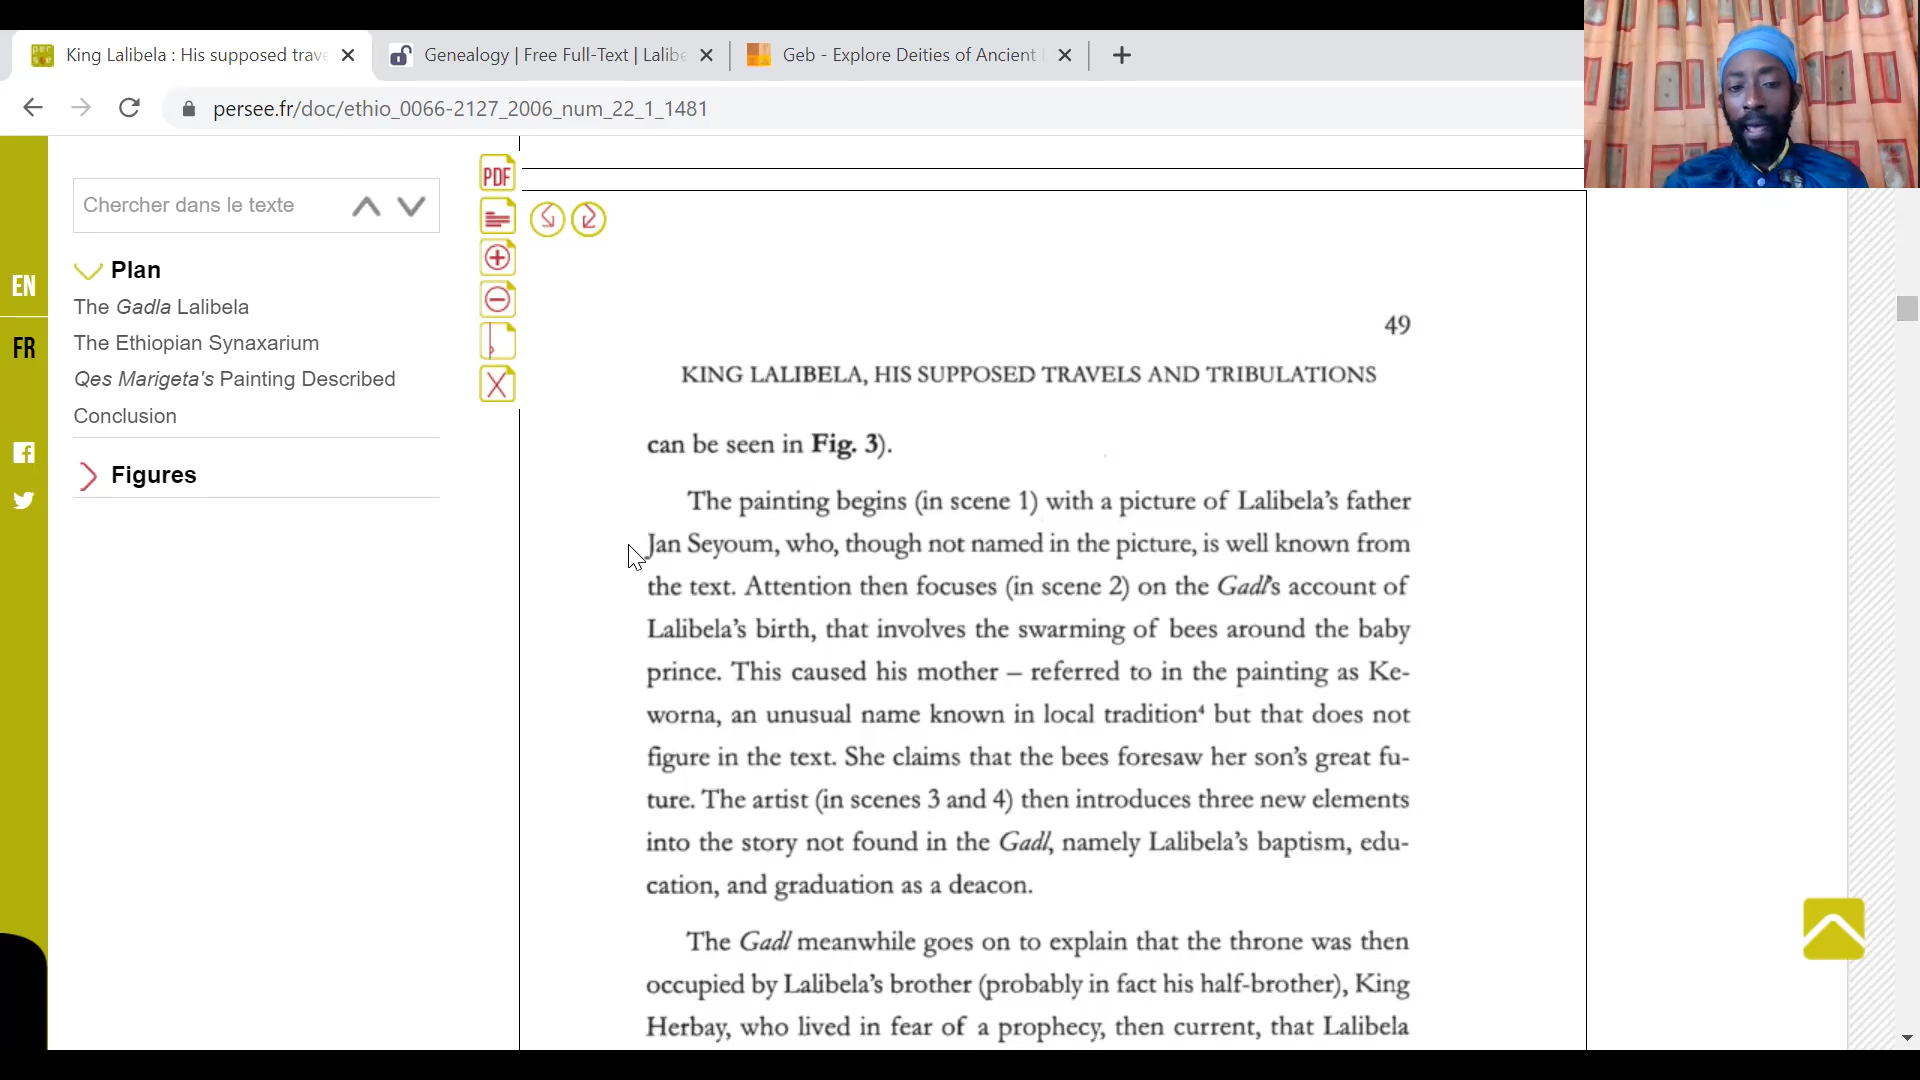 King Lalibela : His supposed trave
Genealogy | Free Full-Text | Lalibe
Geb - Explore Deities of Ancient
persee.fr/doc/ethio_0066-2127_2006_num_22_1_1481
EN
FR
Chercher dans le texte
Plan
The Gadla Lalibela
The Ethiopian Synaxarium
Qes Marigeta's Painting Described
Conclusion
Figures
PDF
49
KING LALIBELA, HIS SUPPOSED TRAVELS AND TRIBULATIONS
can be seen in Fig. 3).
The painting begins (in scene 1) with a picture of Lalibela’s father
Jan Seyoum, who, though not named in the picture, is well known from
the text. Attention then focuses (in scene 2) on the Gadl’s account of
Lalibela’s birth, that involves the swarming of bees around the baby
prince. This caused his mother – referred to in the painting as Ke-
worna, an unusual name known in local tradition⁴ but that does not
figure in the text. She claims that the bees foresaw her son’s great fu-
ture. The artist (in scenes 3 and 4) then introduces three new elements
into the story not found in the Gadl, namely Lalibela’s baptism, edu-
cation, and graduation as a deacon.
The Gadl meanwhile goes on to explain that the throne was then
occupied by Lalibela’s brother (probably in fact his half-brother), King
Herbay, who lived in fear of a prophecy, then current, that Lalibela